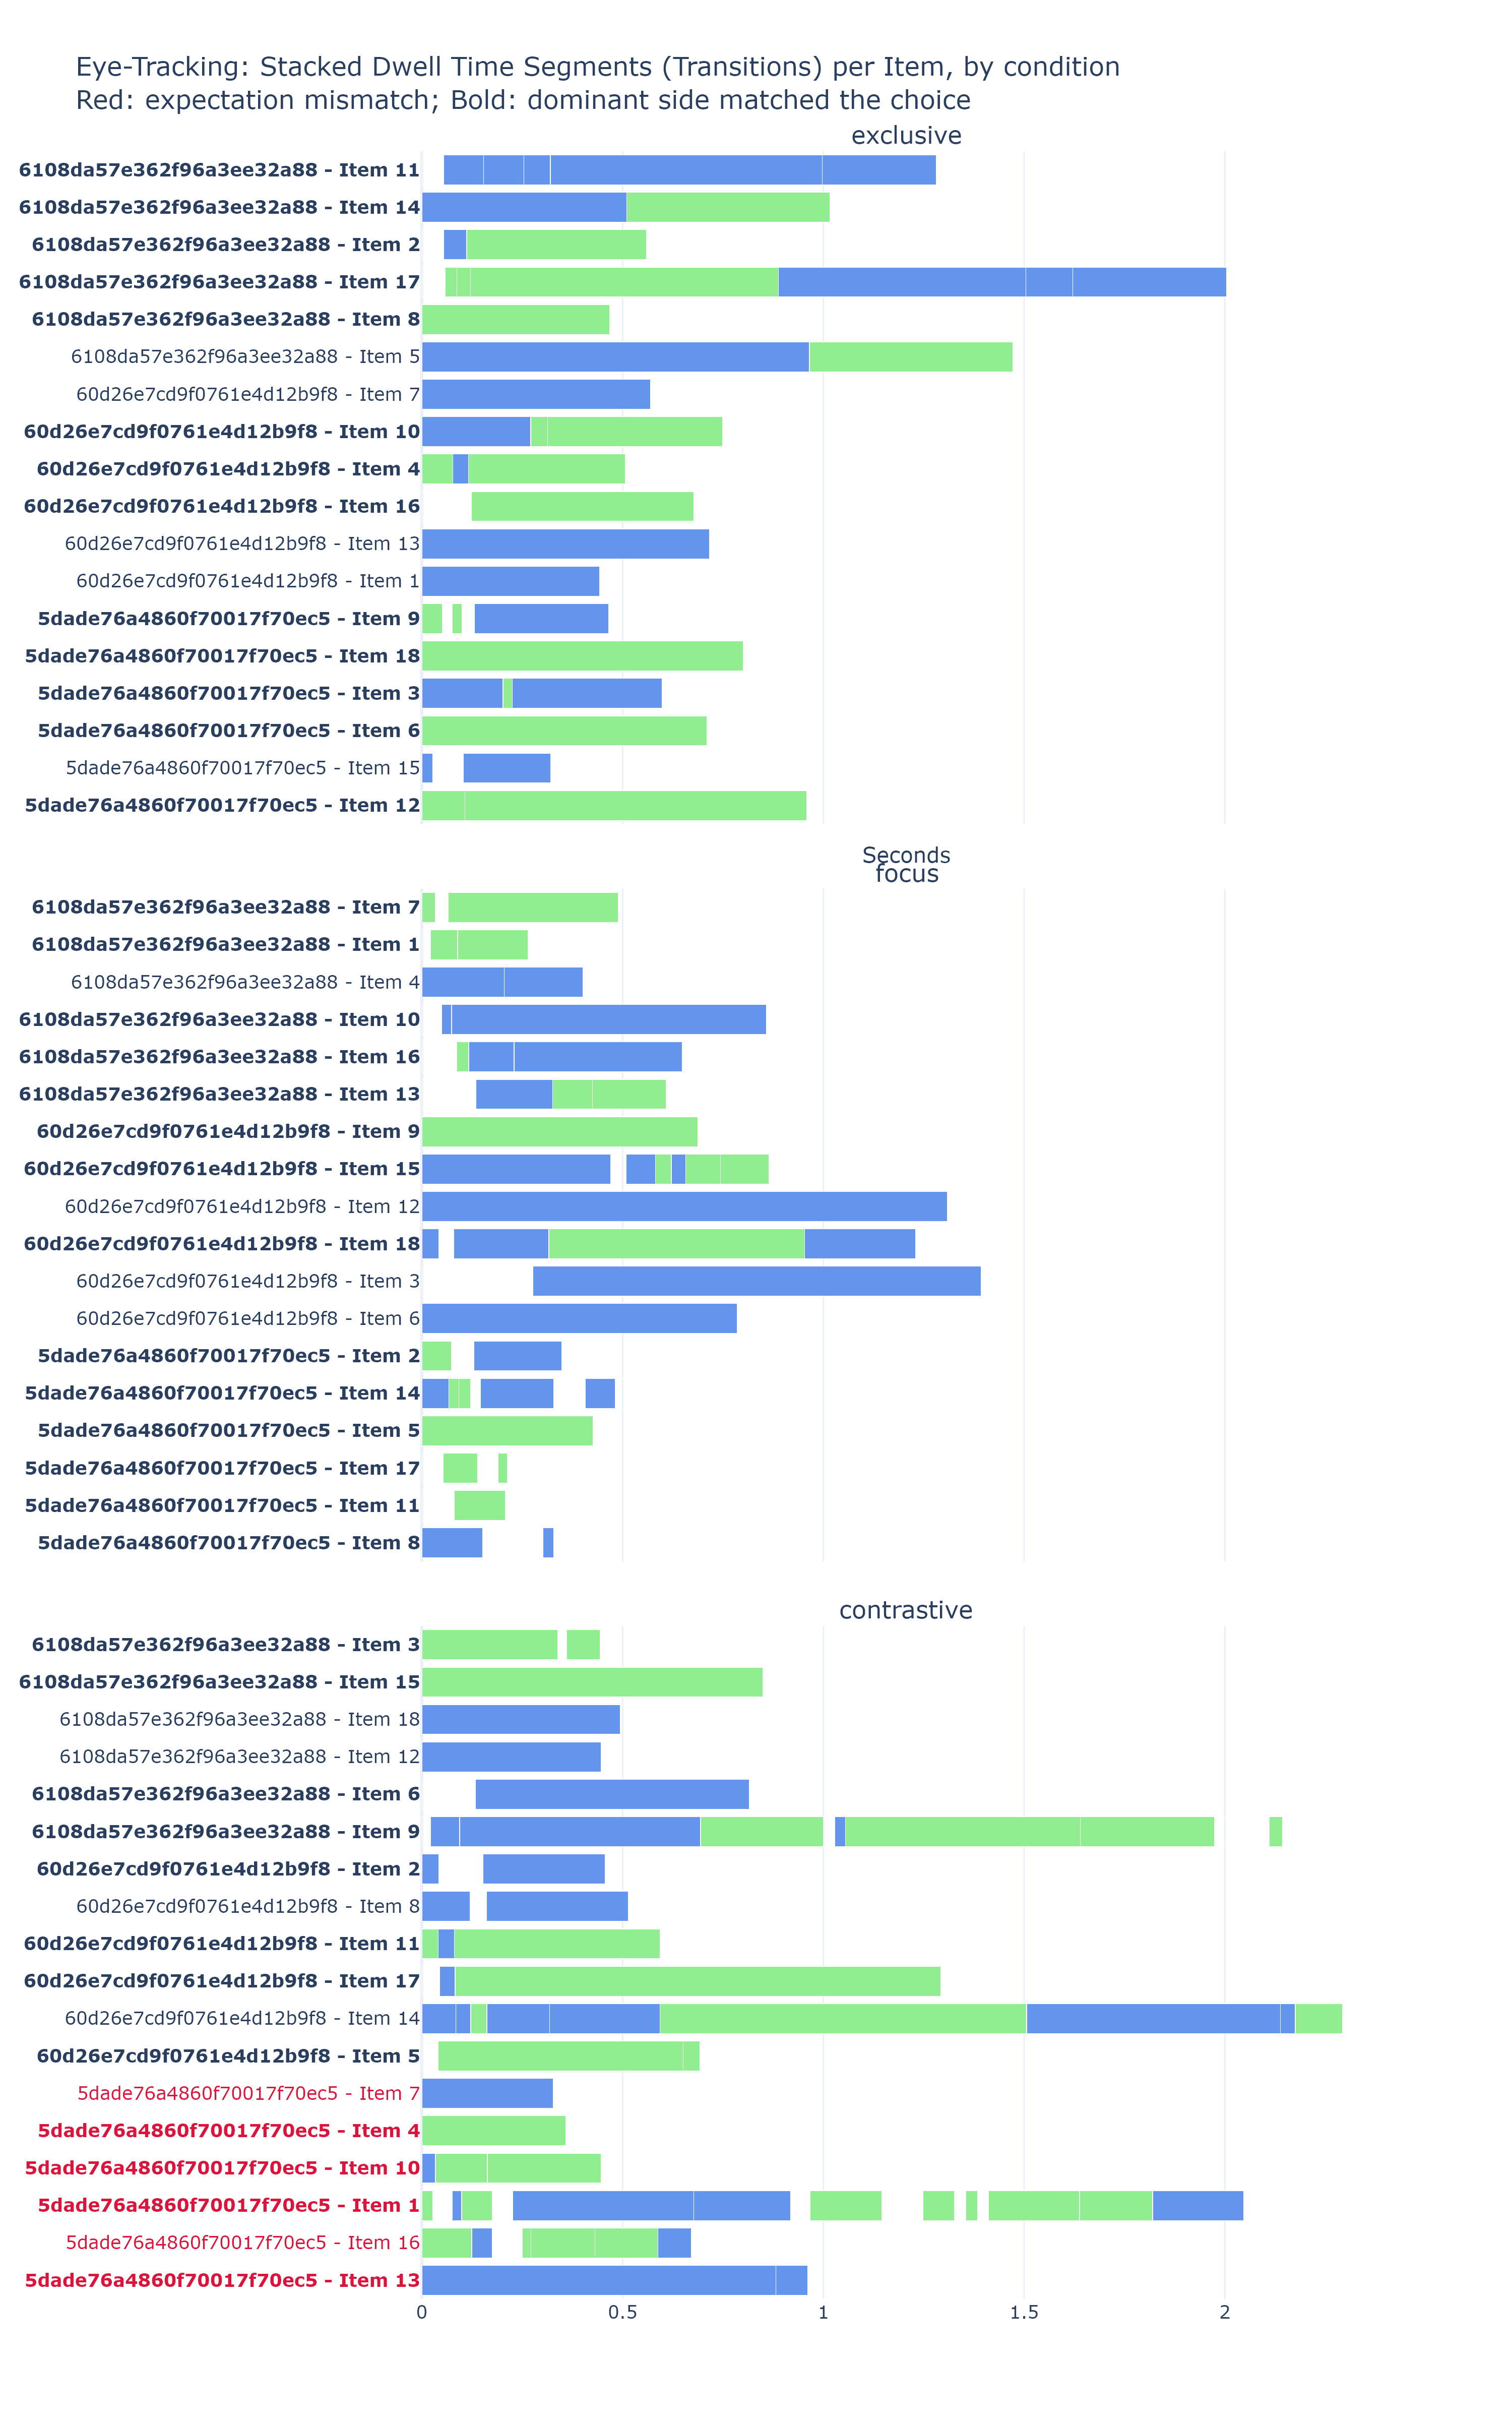 Eye-Tracking: Stacked Dwell Time Segments (Transitions) per Item, by condition
Red: expectation mismatch; Bold: dominant side matched the choice
exclusive
6108da57e362f96a3ee32a88 - Item 11
6108da57e362f96a3ee32a88 - Item 14
6108da57e362f96a3ee32a88 - Item 2
6108da57e362f96a3ee32a88 - Item 17
6108da57e362f96a3ee32a88 - Item 8
6108da57e362f96a3ee32a88 - Item 5
60d26e7cd9f0761e4d12b9f8 - Item 7
60d26e7cd9f0761e4d12b9f8 - Item 10
60d26e7cd9f0761e4d12b9f8 - Item 4
60d26e7cd9f0761e4d12b9f8 - Item 16
60d26e7cd9f0761e4d12b9f8 - Item 13
60d26e7cd9f0761e4d12b9f8 - Item 1
5dade76a4860f70017f70ec5 - Item 9
5dade76a4860f70017f70ec5 - Item 18
5dade76a4860f70017f70ec5 - Item 3
5dade76a4860f70017f70ec5 - Item 6
5dade76a4860f70017f70ec5 - Item 15
5dade76a4860f70017f70ec5 - Item 12
Seconds
focus
6108da57e362f96a3ee32a88 - Item 7
6108da57e362f96a3ee32a88 - Item 1
6108da57e362f96a3ee32a88 - Item 4
6108da57e362f96a3ee32a88 - Item 10
6108da57e362f96a3ee32a88 - Item 16
6108da57e362f96a3ee32a88 - Item 13
60d26e7cd9f0761e4d12b9f8 - Item 9
60d26e7cd9f0761e4d12b9f8 - Item 15
60d26e7cd9f0761e4d12b9f8 - Item 12
60d26e7cd9f0761e4d12b9f8 - Item 18
60d26e7cd9f0761e4d12b9f8 - Item 3
60d26e7cd9f0761e4d12b9f8 - Item 6
5dade76a4860f70017f70ec5 - Item 2
5dade76a4860f70017f70ec5 - Item 14
5dade76a4860f70017f70ec5 - Item 5
5dade76a4860f70017f70ec5 - Item 17
5dade76a4860f70017f70ec5 - Item 11
5dade76a4860f70017f70ec5 - Item 8
contrastive
6108da57e362f96a3ee32a88 - Item 3
6108da57e362f96a3ee32a88 - Item 15
6108da57e362f96a3ee32a88 - Item 18
6108da57e362f96a3ee32a88 - Item 12
6108da57e362f96a3ee32a88 - Item 6
6108da57e362f96a3ee32a88 - Item 9
60d26e7cd9f0761e4d12b9f8 - Item 2
60d26e7cd9f0761e4d12b9f8 - Item 8
60d26e7cd9f0761e4d12b9f8 - Item 11
60d26e7cd9f0761e4d12b9f8 - Item 17
60d26e7cd9f0761e4d12b9f8 - Item 14
60d26e7cd9f0761e4d12b9f8 - Item 5
5dade76a4860f70017f70ec5 - Item 7
5dade76a4860f70017f70ec5 - Item 4
5dade76a4860f70017f70ec5 - Item 10
5dade76a4860f70017f70ec5 - Item 1
5dade76a4860f70017f70ec5 - Item 16
5dade76a4860f70017f70ec5 - Item 13
0 0.5 1 1.5 2